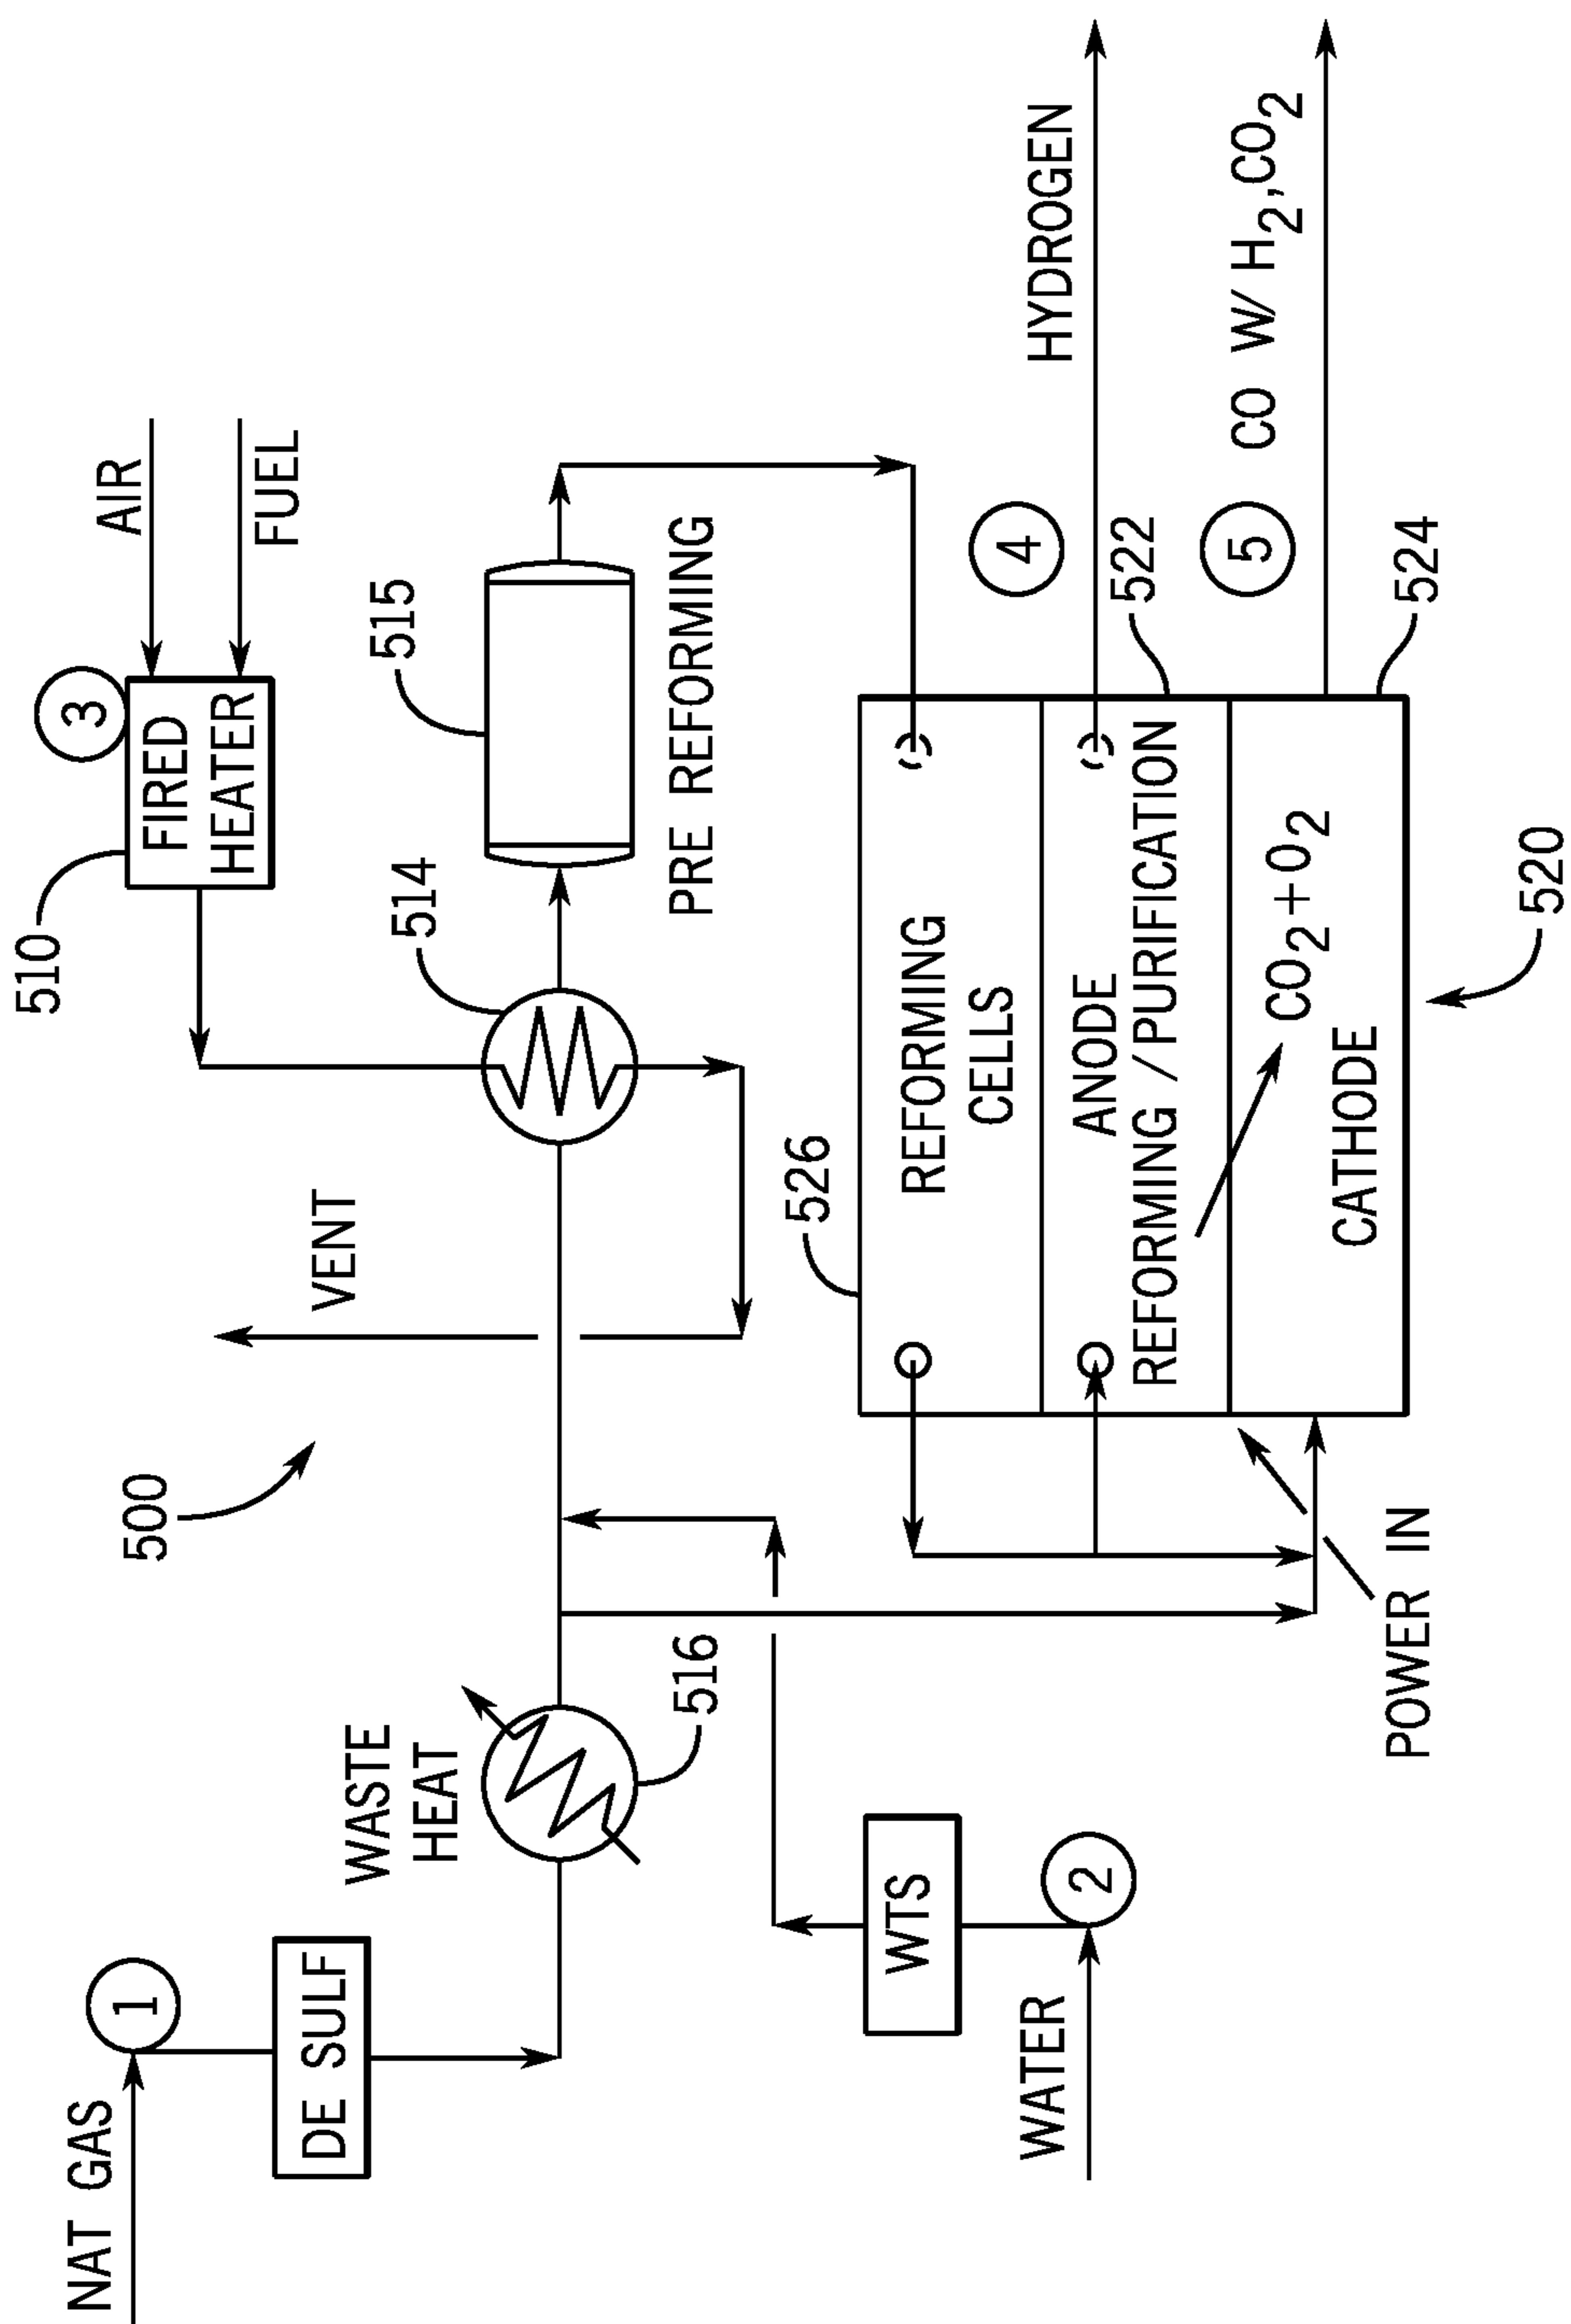 NAT GAS
1
DE SULF
WASTE
HEAT
516
500
VENT
510
3
FIRED
HEATER
AIR
FUEL
514
515
PRE REFORMING
WATER
2
WTS
POWER IN
526
REFORMING
CELLS
ANODE
REFORMING/PURIFICATION
CO2+O2
CATHODE
520
4
HYDROGEN
522
5
CO W/H2,CO2
524